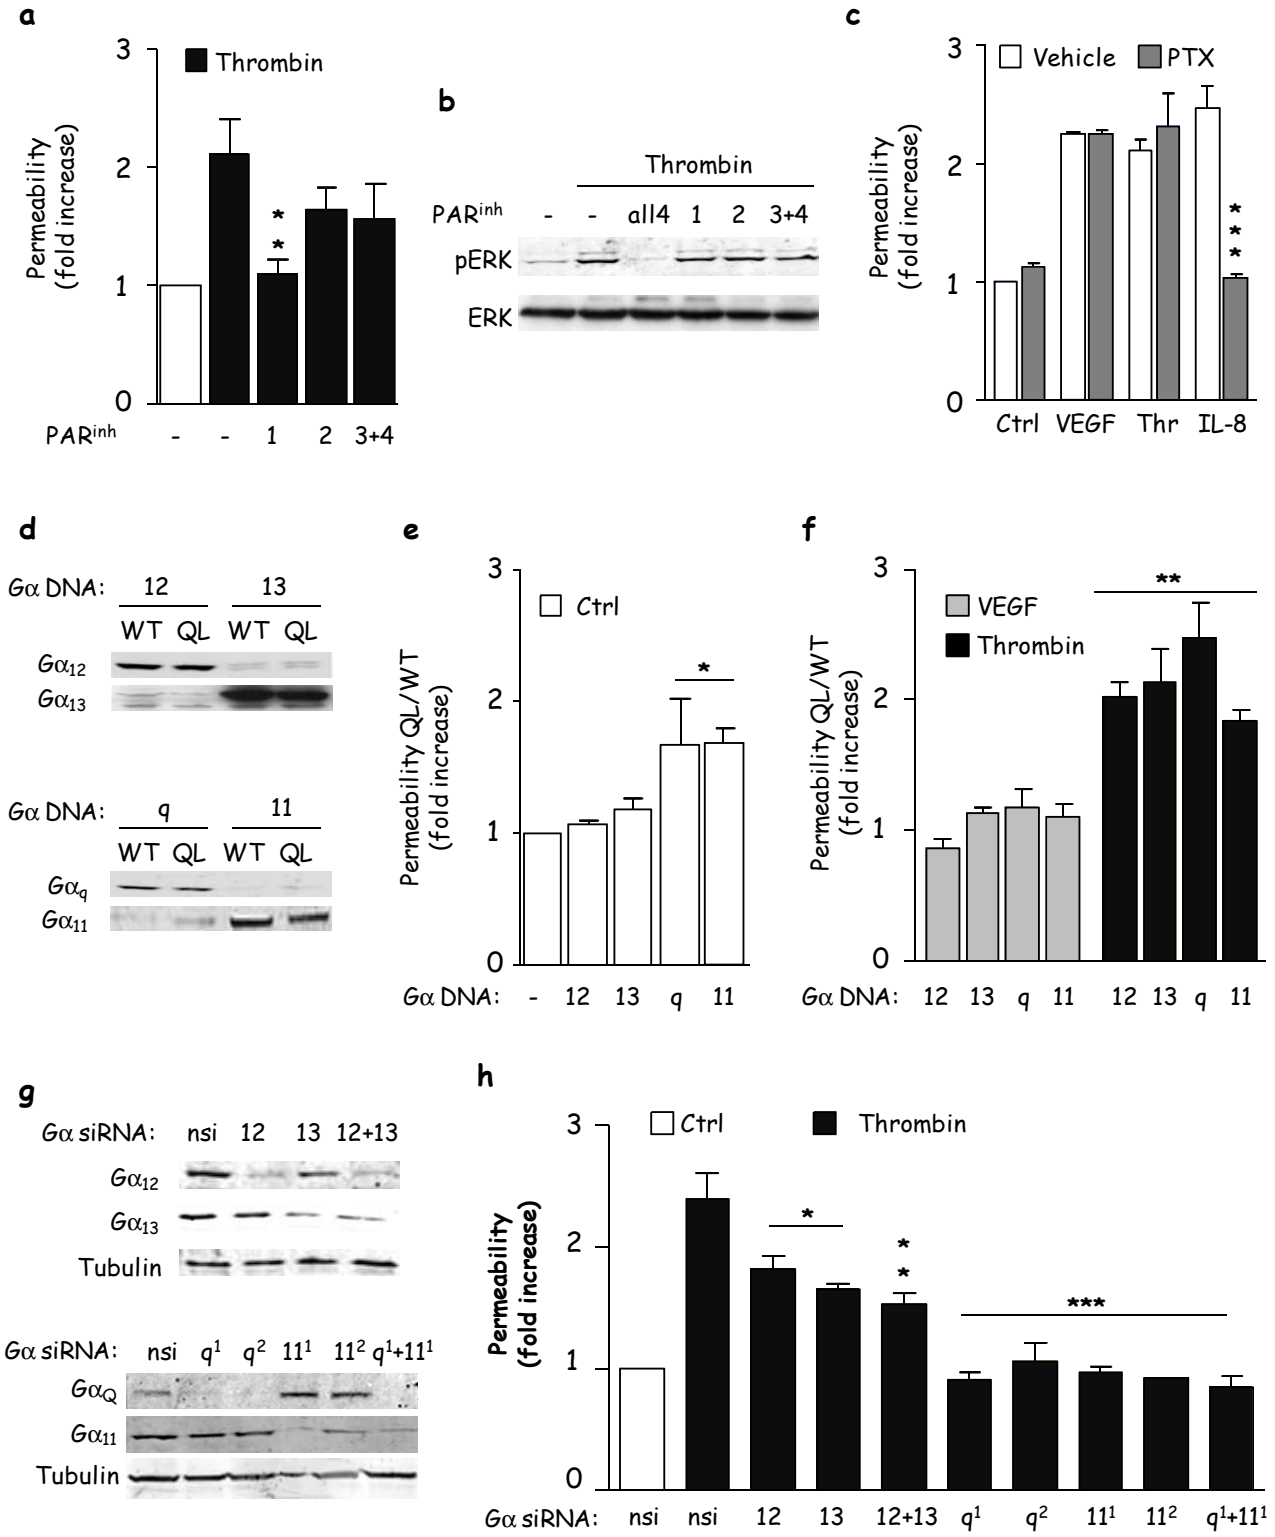 a
3
2
1
0
Permeability
(fold increase)
Thrombin
PARinh - - 1 2 3+4
* *
b
Thrombin
PARinh - - all4 1 2 3+4
pERK
ERK
c
3
2
1
0
Permeability
(fold increase)
Vehicle PTX
***
Ctrl VEGF Thr IL-8
d
Gα DNA: 12 13
WT QL WT QL
Gα12
Gα13
Gα DNA: q 11
WT QL WT QL
Gαq
Gα11
e
3
2
1
0
Permeability QL/WT
(fold increase)
Ctrl
*
Gα DNA: - 12 13 q 11
f
3
2
1
0
Permeability QL/WT
(fold increase)
VEGF
Thrombin
**
Gα DNA: 12 13 q 11 12 13 q 11
g
Gα siRNA: nsi 12 13 12+13
Gα12
Gα13
Tubulin
Gα siRNA: nsi q¹ q² 11¹ 11² q¹+11¹
GαQ
Gα11
Tubulin
h
3
2
1
0
Permeability
(fold increase)
Ctrl Thrombin
*
* *
***
Gα siRNA: nsi nsi 12 13 12+13 q¹ q² 11¹ 11² q¹+11¹